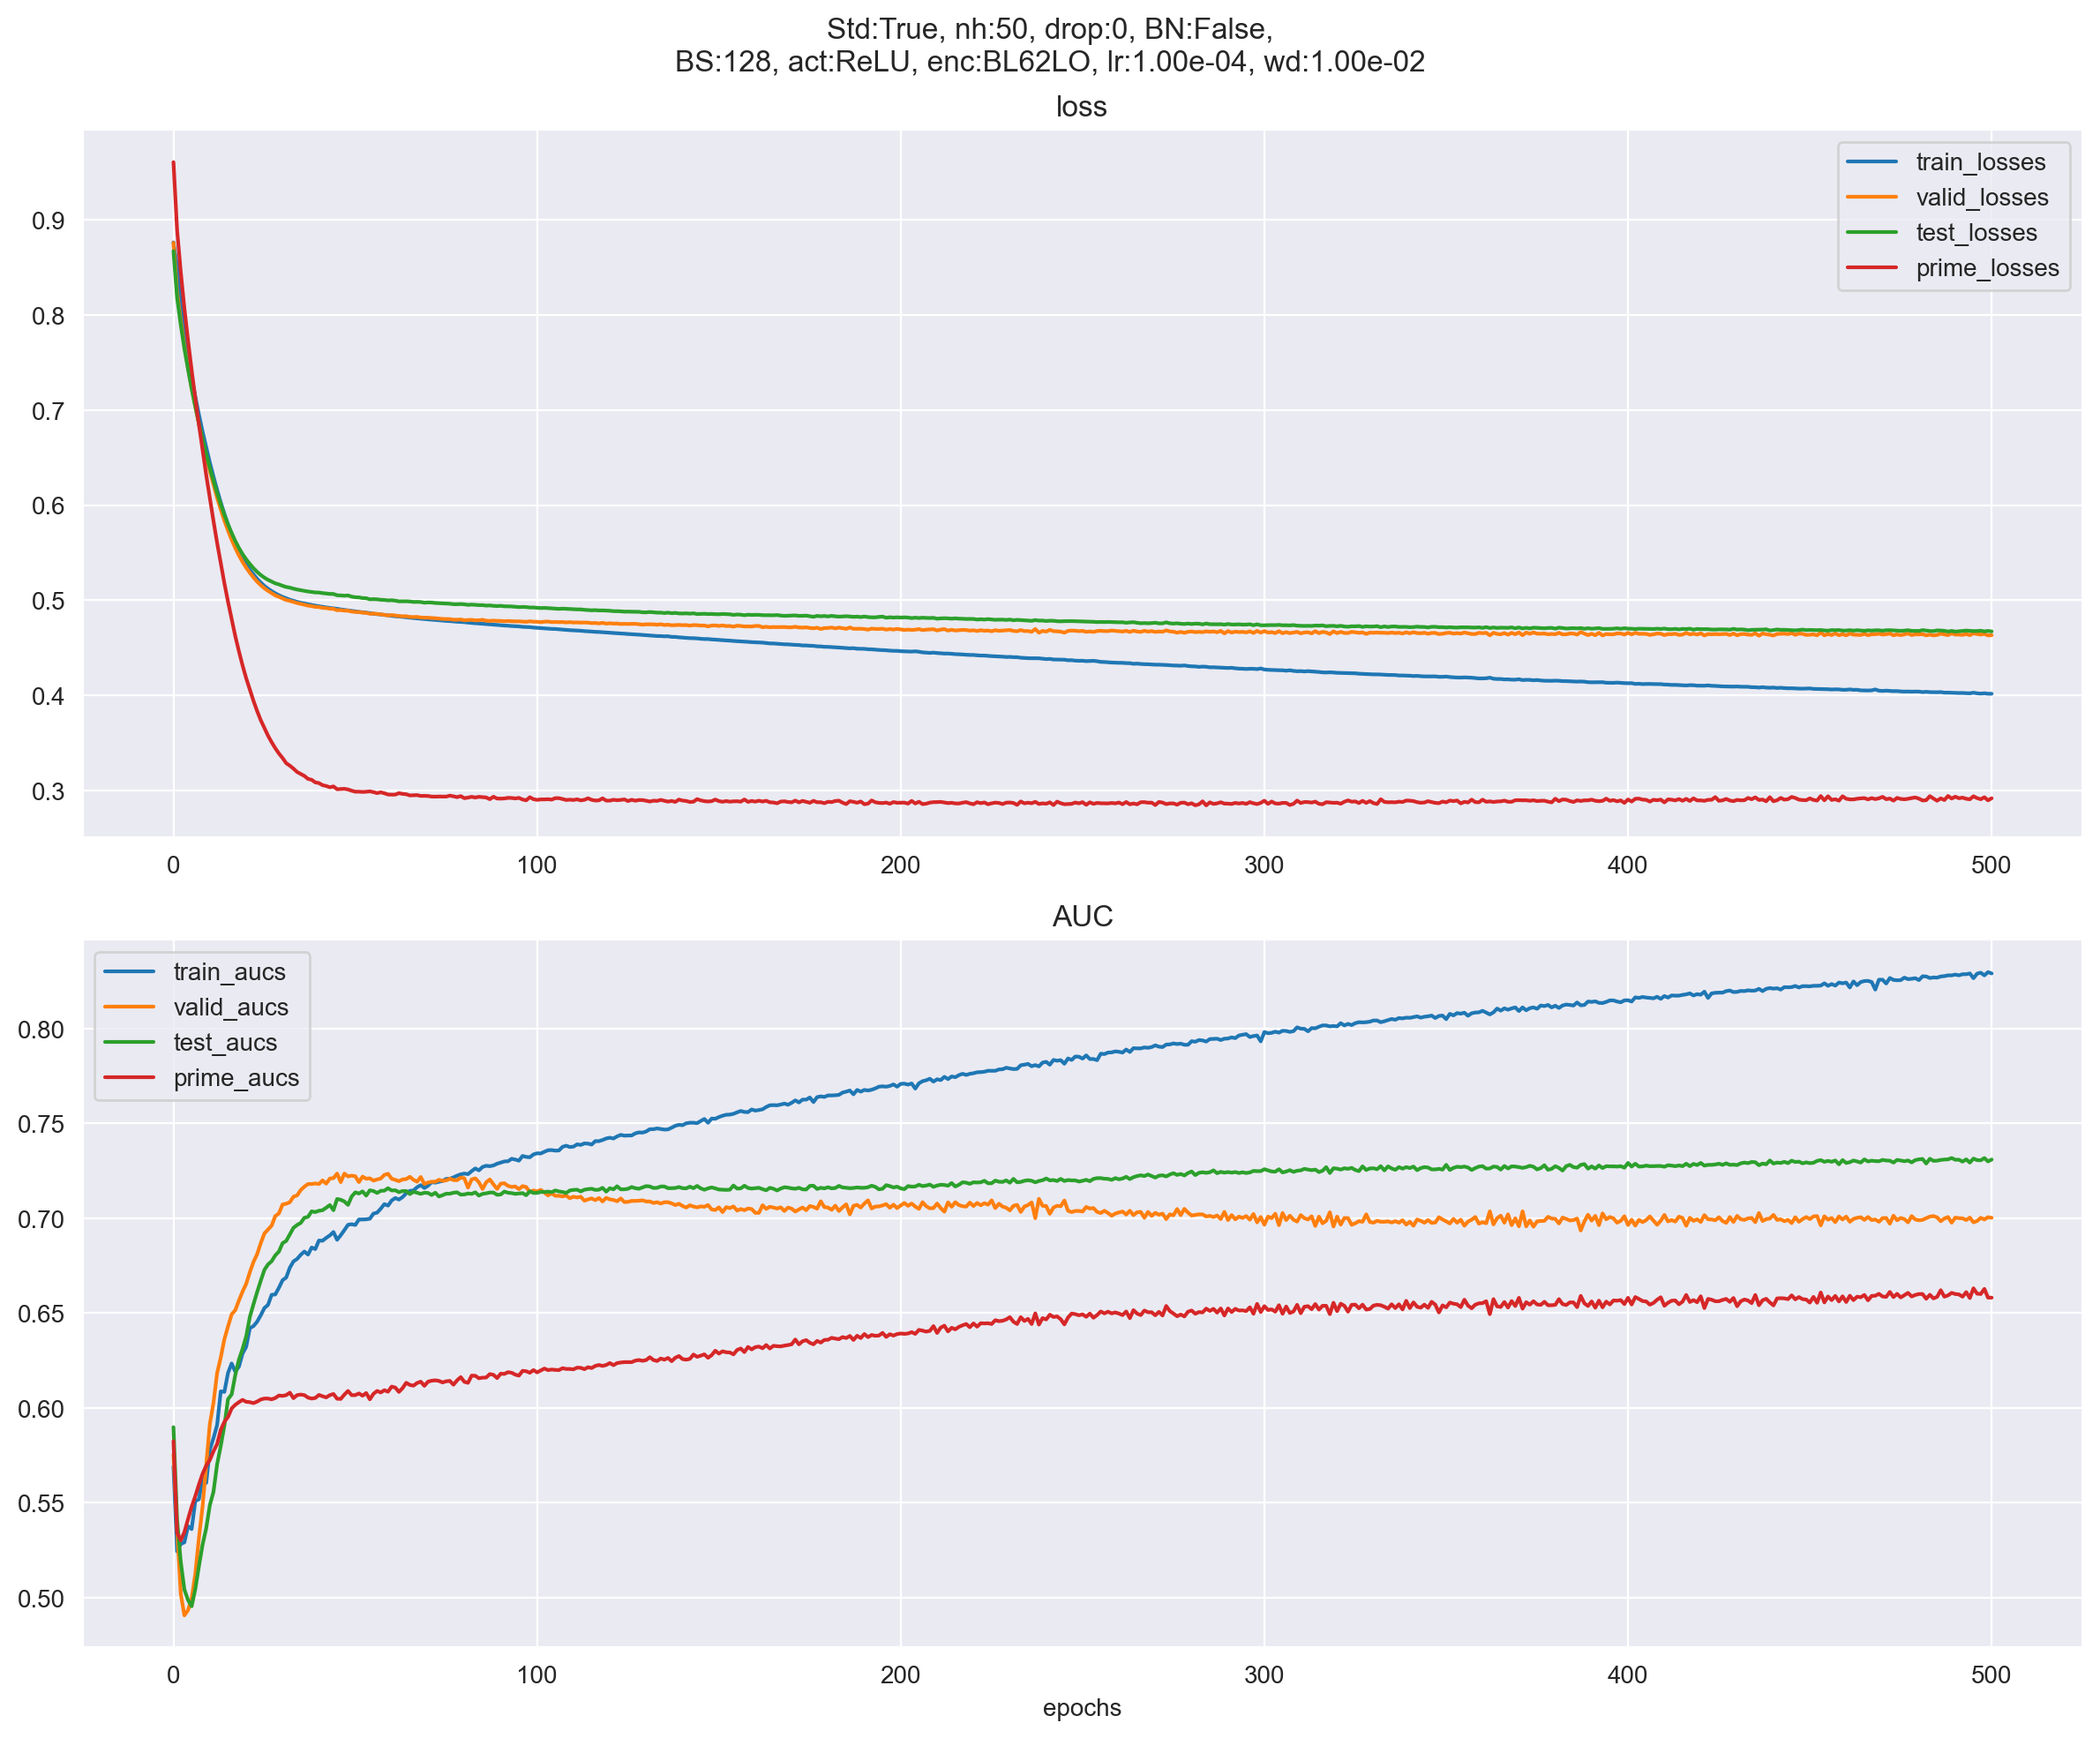 Std:True, nh:50, drop:0, BN:False,
BS:128, act:ReLU, enc:BL62LO, lr:1.00e-04, wd:1.00e-02
loss
train_losses
valid_losses
test_losses
prime_losses
0.9
0.8
0.7
0.6
0.5
0.4
0.3
0 100 200 300 400 500
AUC
train_aucs
valid_aucs
test_aucs
prime_aucs
0.80
0.75
0.70
0.65
0.60
0.55
0.50
0 100 200 300 400 500
epochs